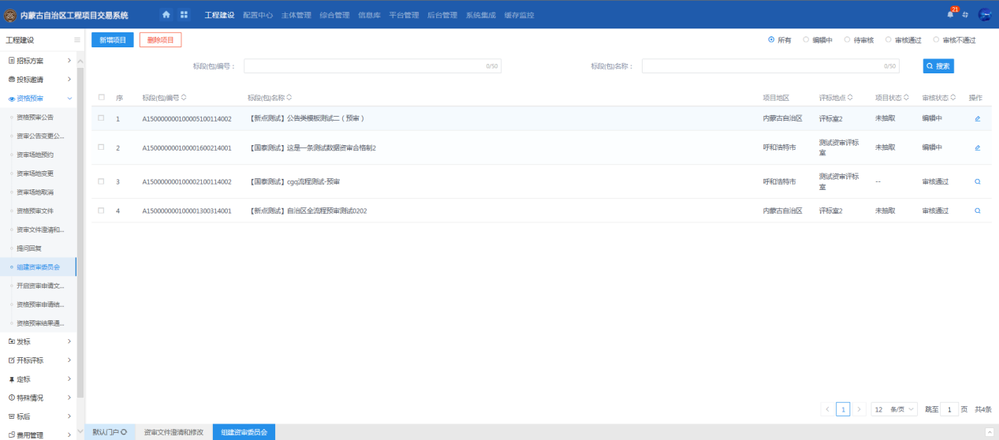 内蒙古自治区工程项目交易系统
工程建设 配置中心 主体管理 综合管理 信息库 平台管理 后台管理 系统集成 缓存监控
21
工程建设
招标方案
投标邀请
资格预审
资格预审公告
资审公告变更公...
资审场地预约
资审场地变更
资审场地取消
资格预审文件
资审文件澄清和...
提问回复
组建资审委员会
开启资审申请文...
资格预审申请结...
资格预审结果通...
发标
开标评标
定标
特殊情况
标后
费用管理
新增项目 删除项目
所有 编辑中 待审核 审核通过 审核不通过
标段(包)编号： 0/50 标段(包)名称： 0/50 搜索
序 标段(包)编号 标段(包)名称 项目地区 评标地点 项目状态 审核状态 操作
1 A150000000100005100114002 【新点测试】公告类模板测试二（预审） 内蒙古自治区 评标室2 未抽取 编辑中
2 A150000000100001600214001 【国泰测试】这是一条测试数据资审合格制2 呼和浩特市 测试资审评标室 未抽取 编辑中
3 A150000000100002100114002 【国泰测试】cgq流程测试-预审 呼和浩特市 测试资审评标室 -- 审核通过
4 A150000000100001300314001 【新点测试】自治区全流程预审测试0202 内蒙古自治区 评标室2 未抽取 审核通过
1 12 条/页 跳至 1 页 共4条
默认门户 资审文件澄清和修改 组建资审委员会